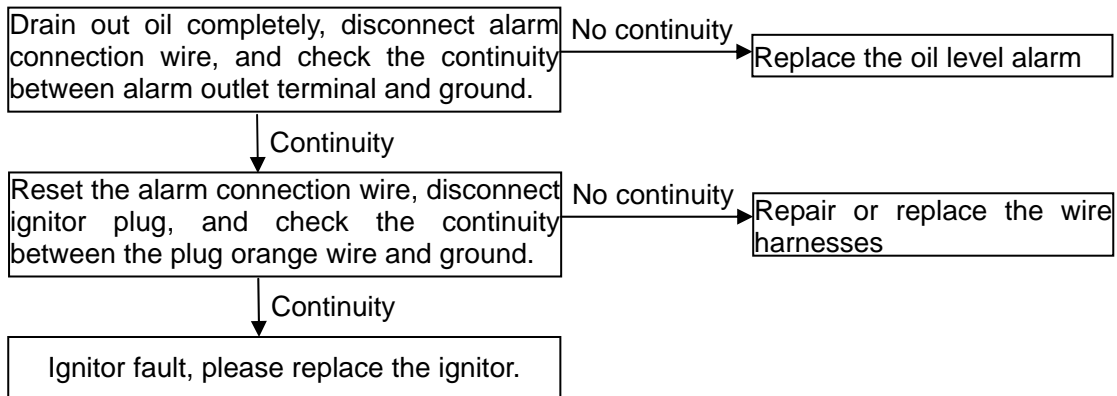 Drain out oil completely, disconnect alarm
connection wire, and check the continuity
between alarm outlet terminal and ground.
No continuity
Replace the oil level alarm
Continuity
Reset the alarm connection wire, disconnect
ignitor plug, and check the continuity
between the plug orange wire and ground.
No continuity
Repair or replace the wire
harnesses
Continuity
Ignitor fault, please replace the ignitor.